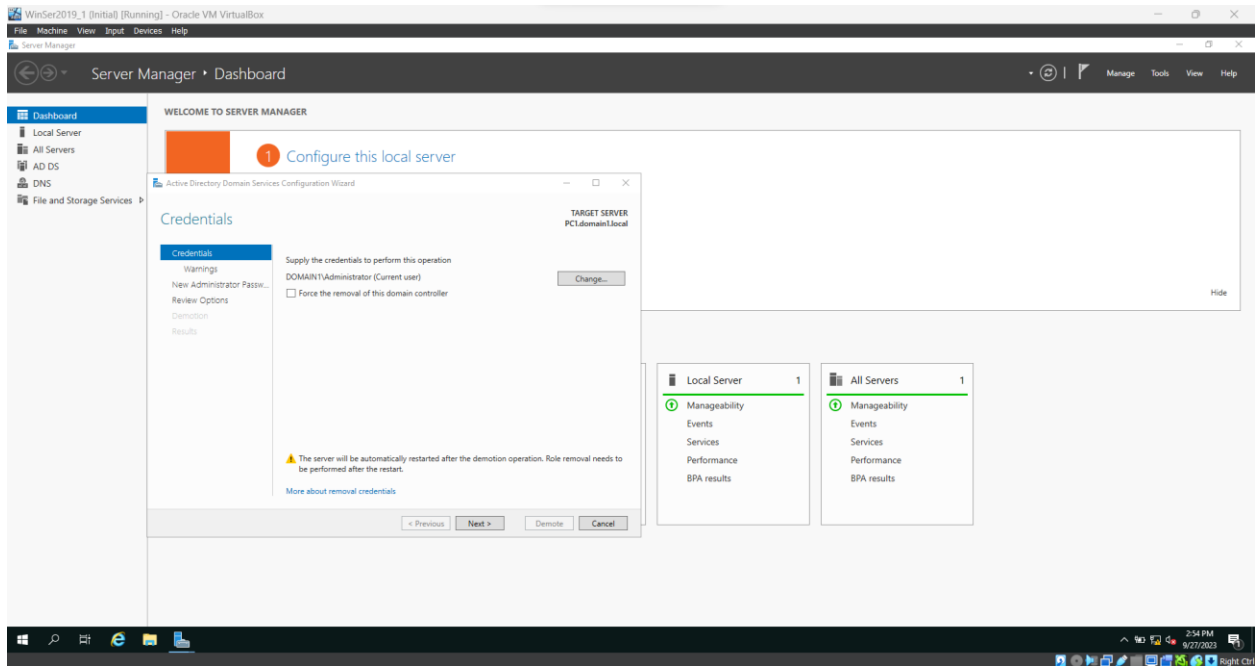 WinSer2019_1 (Initial) [Running] - Oracle VM VirtualBox
File Machine View Input Devices Help
Server Manager
Server Manager • Dashboard
Manage Tools View Help
Dashboard
Local Server
All Servers
AD DS
DNS
File and Storage Services
WELCOME TO SERVER MANAGER
1 Configure this local server
Hide
Active Directory Domain Services Configuration Wizard
Credentials
TARGET SERVER
PC1.domain1.local
Credentials
Warnings
New Administrator Passw...
Review Options
Demotion
Results
Supply the credentials to perform this operation
DOMAIN1\Administrator (Current user)
Change...
Force the removal of this domain controller
The server will be automatically restarted after the demotion operation. Role removal needs to
be performed after the restart.
More about removal credentials
< Previous Next > Demote Cancel
Local Server 1
Manageability
Events
Services
Performance
BPA results
All Servers 1
Manageability
Events
Services
Performance
BPA results
2:54 PM
9/27/2023
Right Ctrl